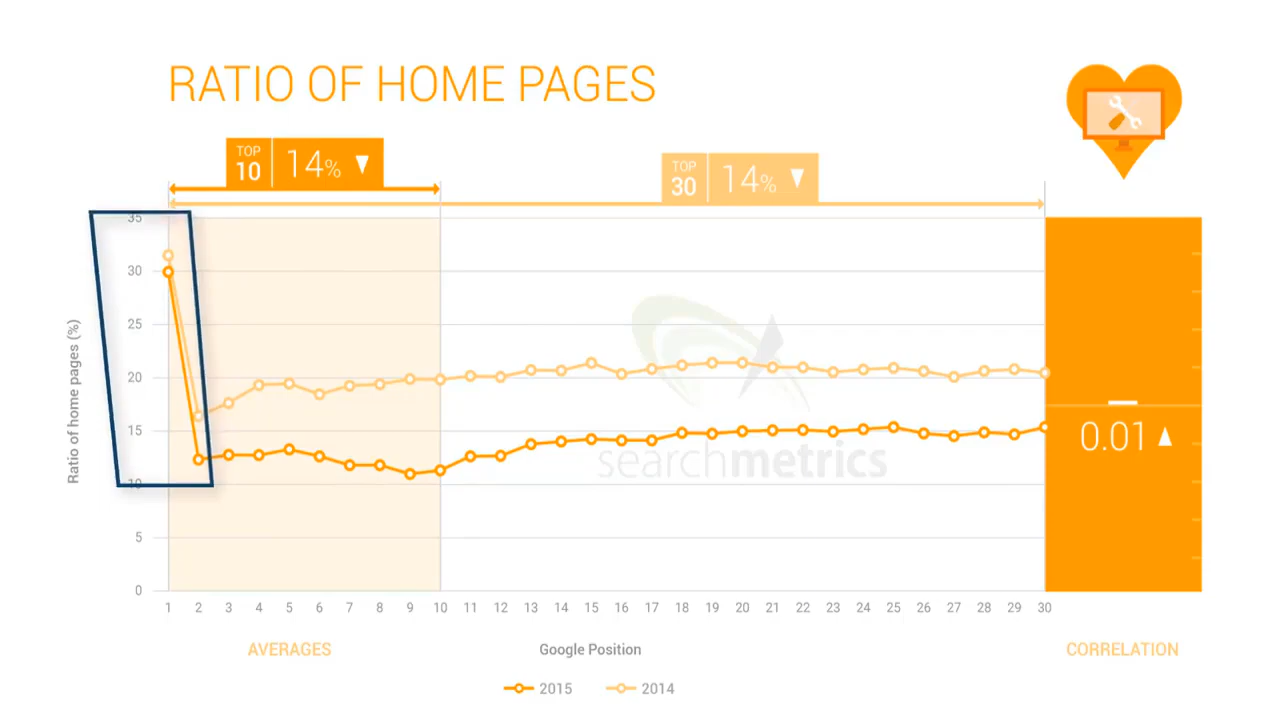 RATIO OF HOME PAGES
TOP
10
14% ▼
TOP
30
14% ▼
35
30
25
20
15
10
5
0
Ratio of home pages (%)
searchmetrics
0.01 ▲
1 2 3 4 5 6 7 8 9 10 11 12 13 14 15 16 17 18 19 20 21 22 23 24 25 26 27 28 29 30
AVERAGES
Google Position
CORRELATION
2015 2014